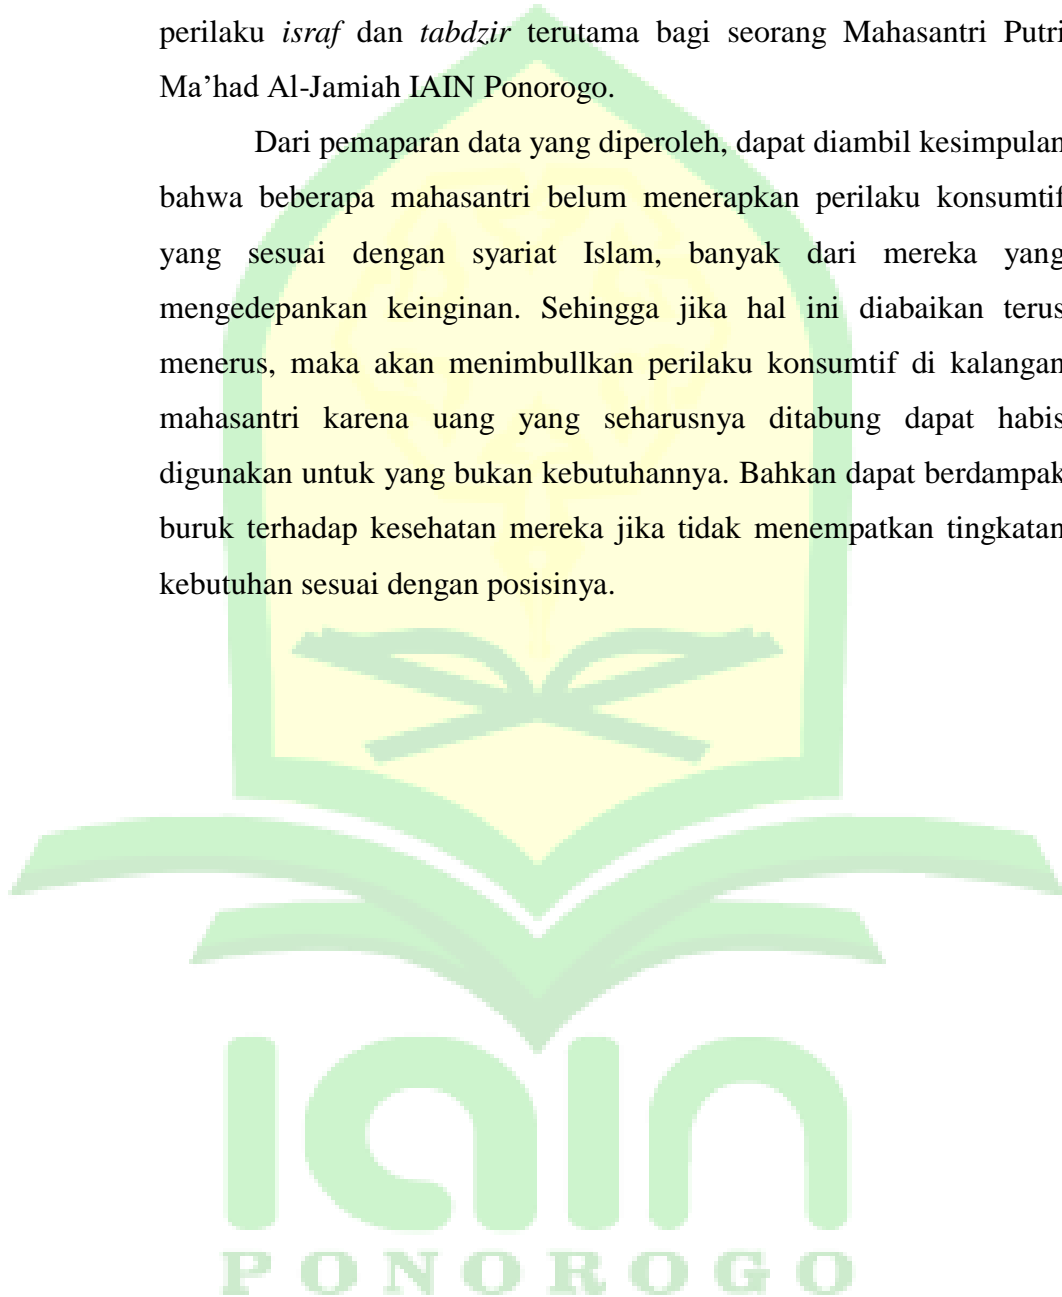 perilaku israf dan tabdzir terutama bagi seorang Mahasantri Putri
Ma’had Al-Jamiah IAIN Ponorogo.
Dari pemaparan data yang diperoleh, dapat diambil kesimpulan
bahwa beberapa mahasantri belum menerapkan perilaku konsumtif
yang sesuai dengan syariat Islam, banyak dari mereka yang
mengedepankan keinginan. Sehingga jika hal ini diabaikan terus
menerus, maka akan menimbullkan perilaku konsumtif di kalangan
mahasantri karena uang yang seharusnya ditabung dapat habis
digunakan untuk yang bukan kebutuhannya. Bahkan dapat berdampak
buruk terhadap kesehatan mereka jika tidak menempatkan tingkatan
kebutuhan sesuai dengan posisinya.
iain
PONOROGO